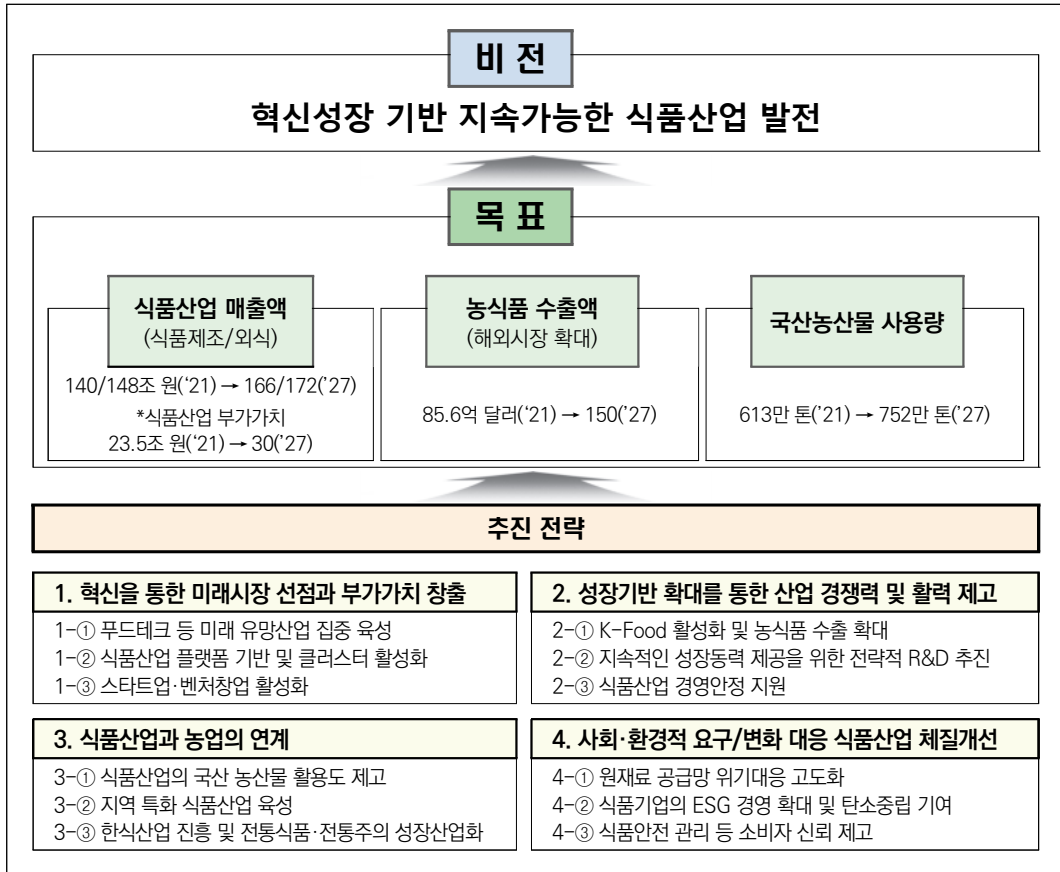 비 전
혁신성장 기반 지속가능한 식품산업 발전
목 표
식품산업 매출액
(식품제조/외식)
140/148조 원(‘21) → 166/172(’27)
*식품산업 부가가치
23.5조 원(‘21) → 30(’27)
농식품 수출액
(해외시장 확대)
85.6억 달러(‘21) → 150(’27)
국산농산물 사용량
613만 톤(’21) → 752만 톤(’27)
추진 전략
1. 혁신을 통한 미래시장 선점과 부가가치 창출
1-① 푸드테크 등 미래 유망산업 집중 육성
1-② 식품산업 플랫폼 기반 및 클러스터 활성화
1-③ 스타트업·벤처창업 활성화
2. 성장기반 확대를 통한 산업 경쟁력 및 활력 제고
2-① K-Food 활성화 및 농식품 수출 확대
2-② 지속적인 성장동력 제공을 위한 전략적 R&D 추진
2-③ 식품산업 경영안정 지원
3. 식품산업과 농업의 연계
3-① 식품산업의 국산 농산물 활용도 제고
3-② 지역 특화 식품산업 육성
3-③ 한식산업 진흥 및 전통식품·전통주의 성장산업화
4. 사회·환경적 요구/변화 대응 식품산업 체질개선
4-① 원재료 공급망 위기대응 고도화
4-② 식품기업의 ESG 경영 확대 및 탄소중립 기여
4-③ 식품안전 관리 등 소비자 신뢰 제고